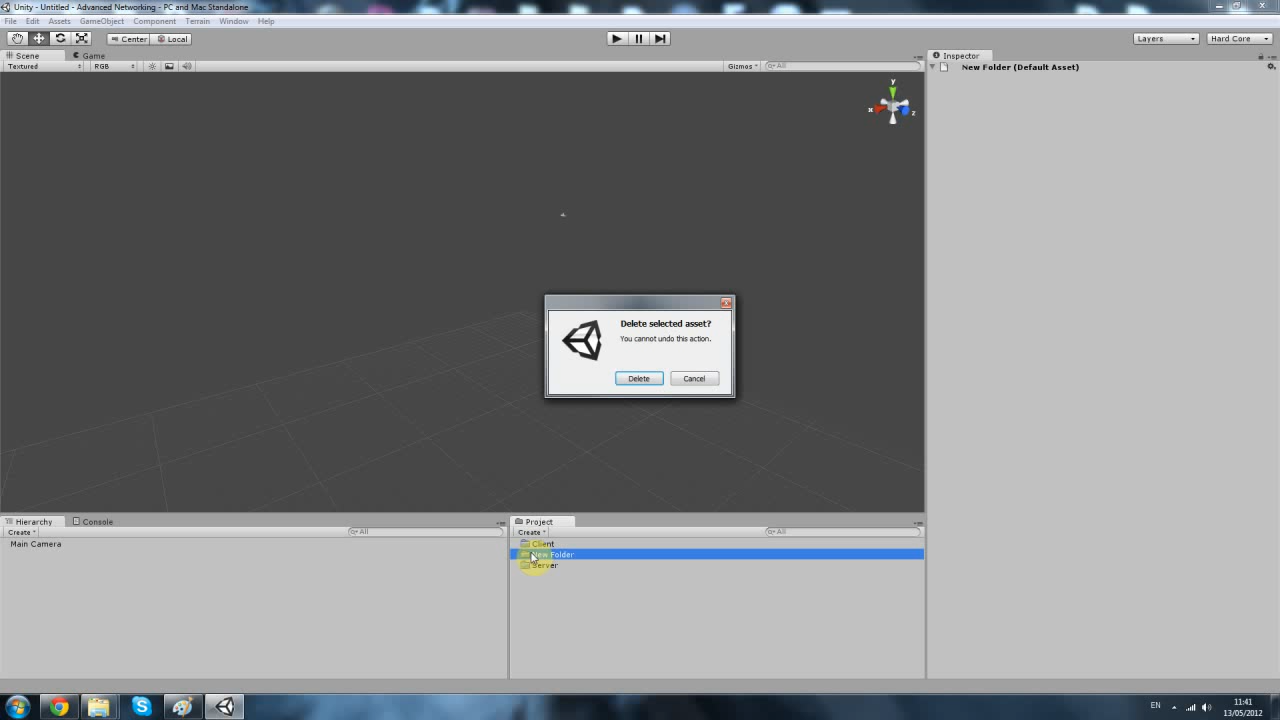 Unity - Untitled - Advanced Networking - PC and Mac Standalone
File Edit Assets GameObject Component Terrain Window Help
Center Local Layers Hard Core
Scene Game Inspector
Textured RGB Gizmos All
New Folder (Default Asset)
y
x z
Delete selected asset?
You cannot undo this action.
Delete Cancel
Hierarchy Console Project
Create All Create All
Main Camera
Client
New Folder
Server
EN
11:41
13/05/2012